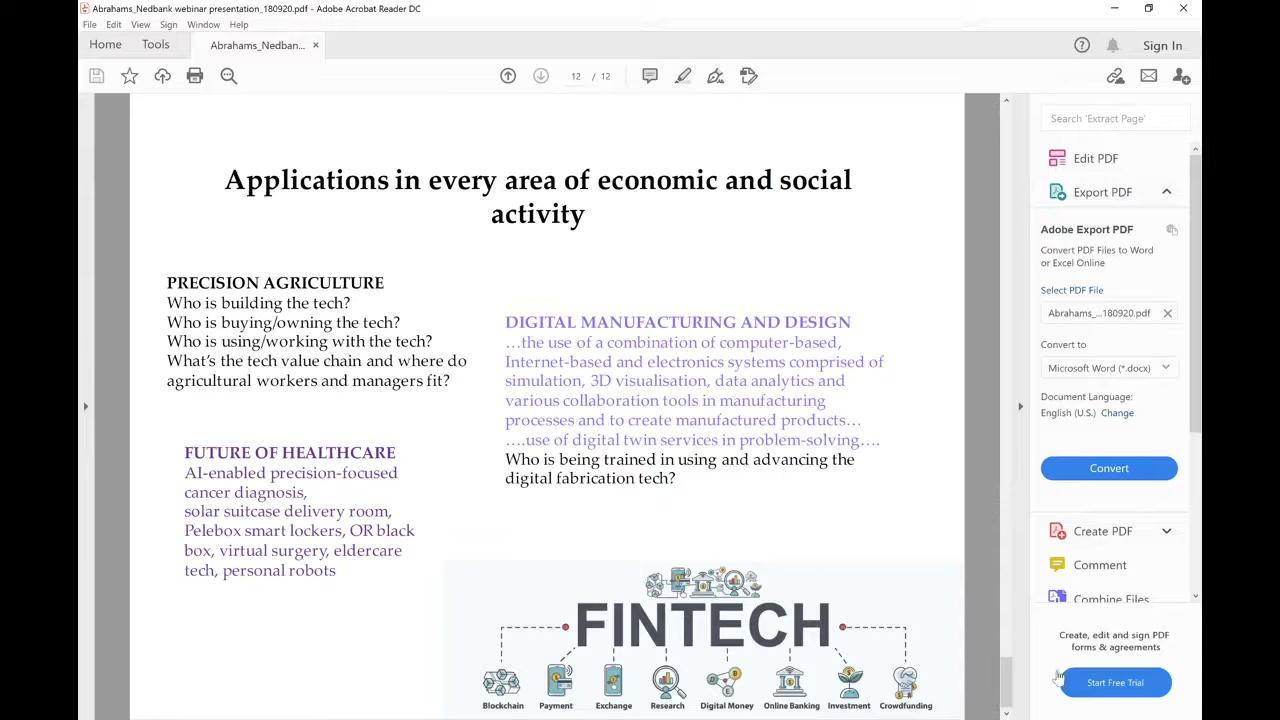 Abrahams_Nedbank webinar presentation_180920.pdf - Adobe Acrobat Reader DC
File Edit View Sign Window Help
Home Tools Abrahams_Nedban... ×
Sign In
12 / 12
Applications in every area of economic and social
activity
PRECISION AGRICULTURE
Who is building the tech?
Who is buying/owning the tech?
Who is using/working with the tech?
What's the tech value chain and where do
agricultural workers and managers fit?
FUTURE OF HEALTHCARE
AI-enabled precision-focused
cancer diagnosis,
solar suitcase delivery room,
Pelebox smart lockers, OR black
box, virtual surgery, eldercare
tech, personal robots
DIGITAL MANUFACTURING AND DESIGN
…the use of a combination of computer-based,
Internet-based and electronics systems comprised of
simulation, 3D visualisation, data analytics and
various collaboration tools in manufacturing
processes and to create manufactured products…
….use of digital twin services in problem-solving….
Who is being trained in using and advancing the
digital fabrication tech?
FINTECH
Blockchain Payment Exchange Research Digital Money Online Banking Investment Crowdfunding
Search 'Extract Page'
Edit PDF
Export PDF
Adobe Export PDF
Convert PDF Files to Word
or Excel Online
Select PDF File
Abrahams_...180920.pdf ×
Convert to
Microsoft Word (*.docx)
Document Language:
English (U.S.) Change
Convert
Create PDF
Comment
Combine Files
Create, edit and sign PDF
forms & agreements
Start Free Trial